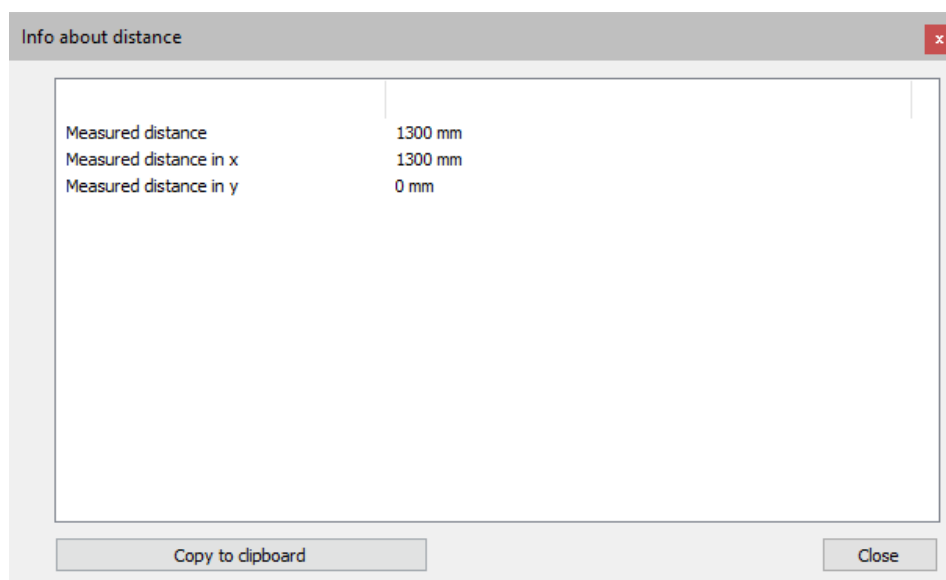 Info about distance
x
Measured distance 1300 mm
Measured distance in x 1300 mm
Measured distance in y 0 mm
Copy to clipboard Close